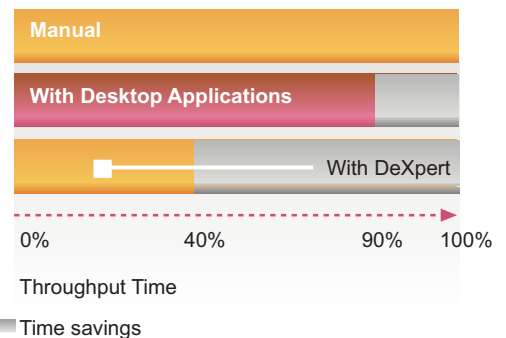 Manual
With Desktop Applications
With DeXpert
0% 40% 90% 100%
Throughput Time
Time savings